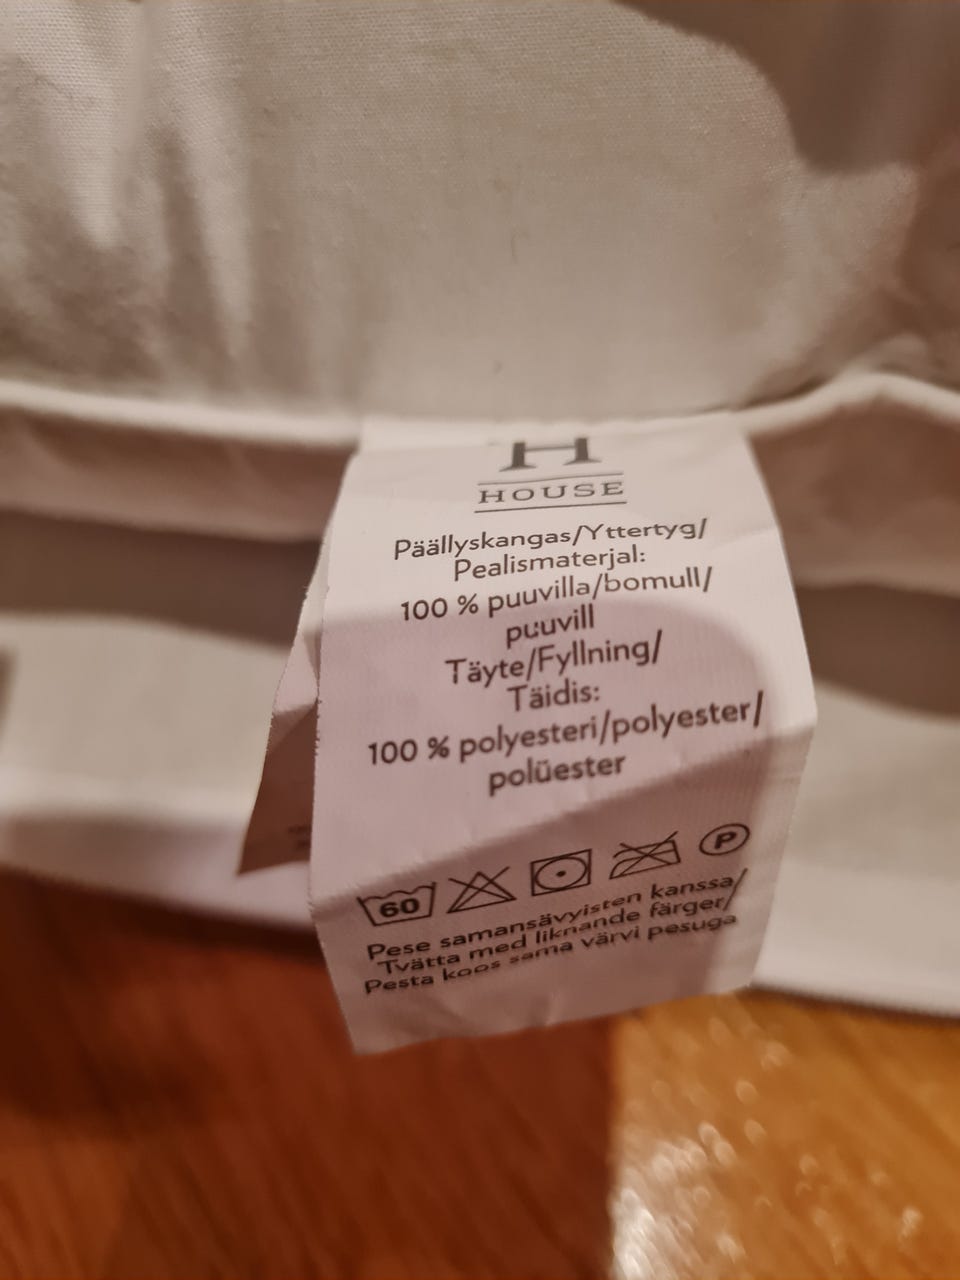 H
HOUSE
Päällyskangas/Yttertyg/
Pealismaterjal:
100 % puuvilla/bomull/
puuvill
Täyte/Fyllning/
Täidis:
100 % polyesteri/polyester/
polüester
60 P
Pese samansävyisten kanssa/
Tvätta med liknande färger/
Pesta koos sama värvi pesuga